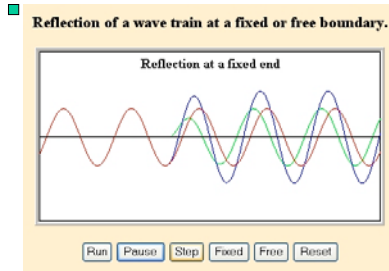 Reflection of a wave train at a fixed or free boundary.
Reflection at a fixed end
Run Pause Step Fixed Free Reset